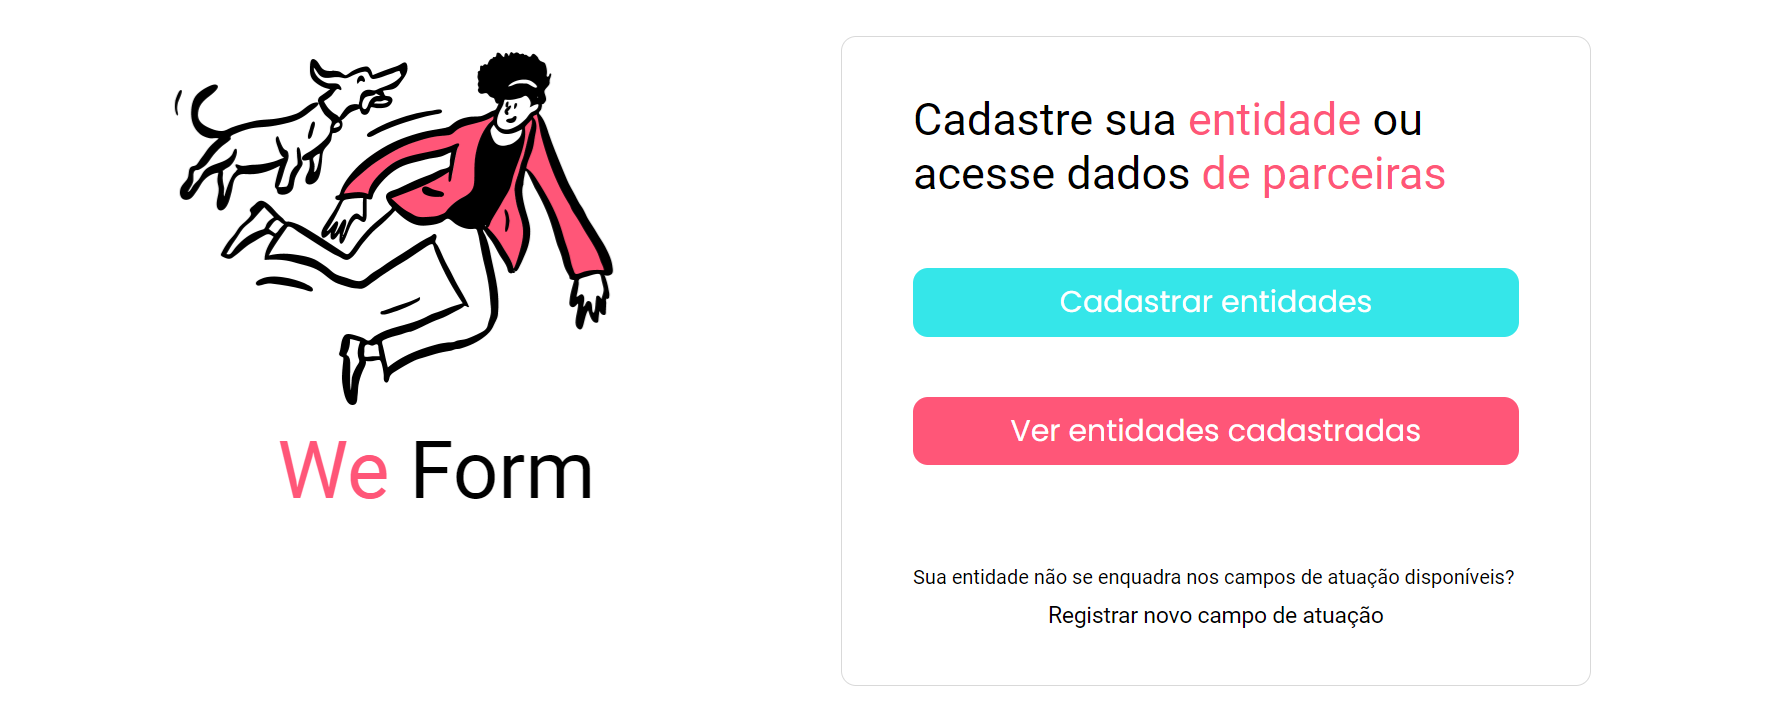 We Form
Cadastre sua entidade ou
acesse dados de parceiras
Cadastrar entidades
Ver entidades cadastradas
Sua entidade não se enquadra nos campos de atuação disponíveis?
Registrar novo campo de atuação